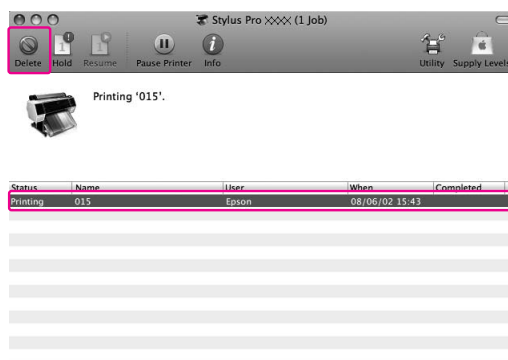 Stylus Pro XXXX (1 Job)
Delete Hold Resume Pause Printer Info Utility Supply Levels
Printing '015'.
Status Name User When Completed
Printing 015 Epson 08/06/02 15:43